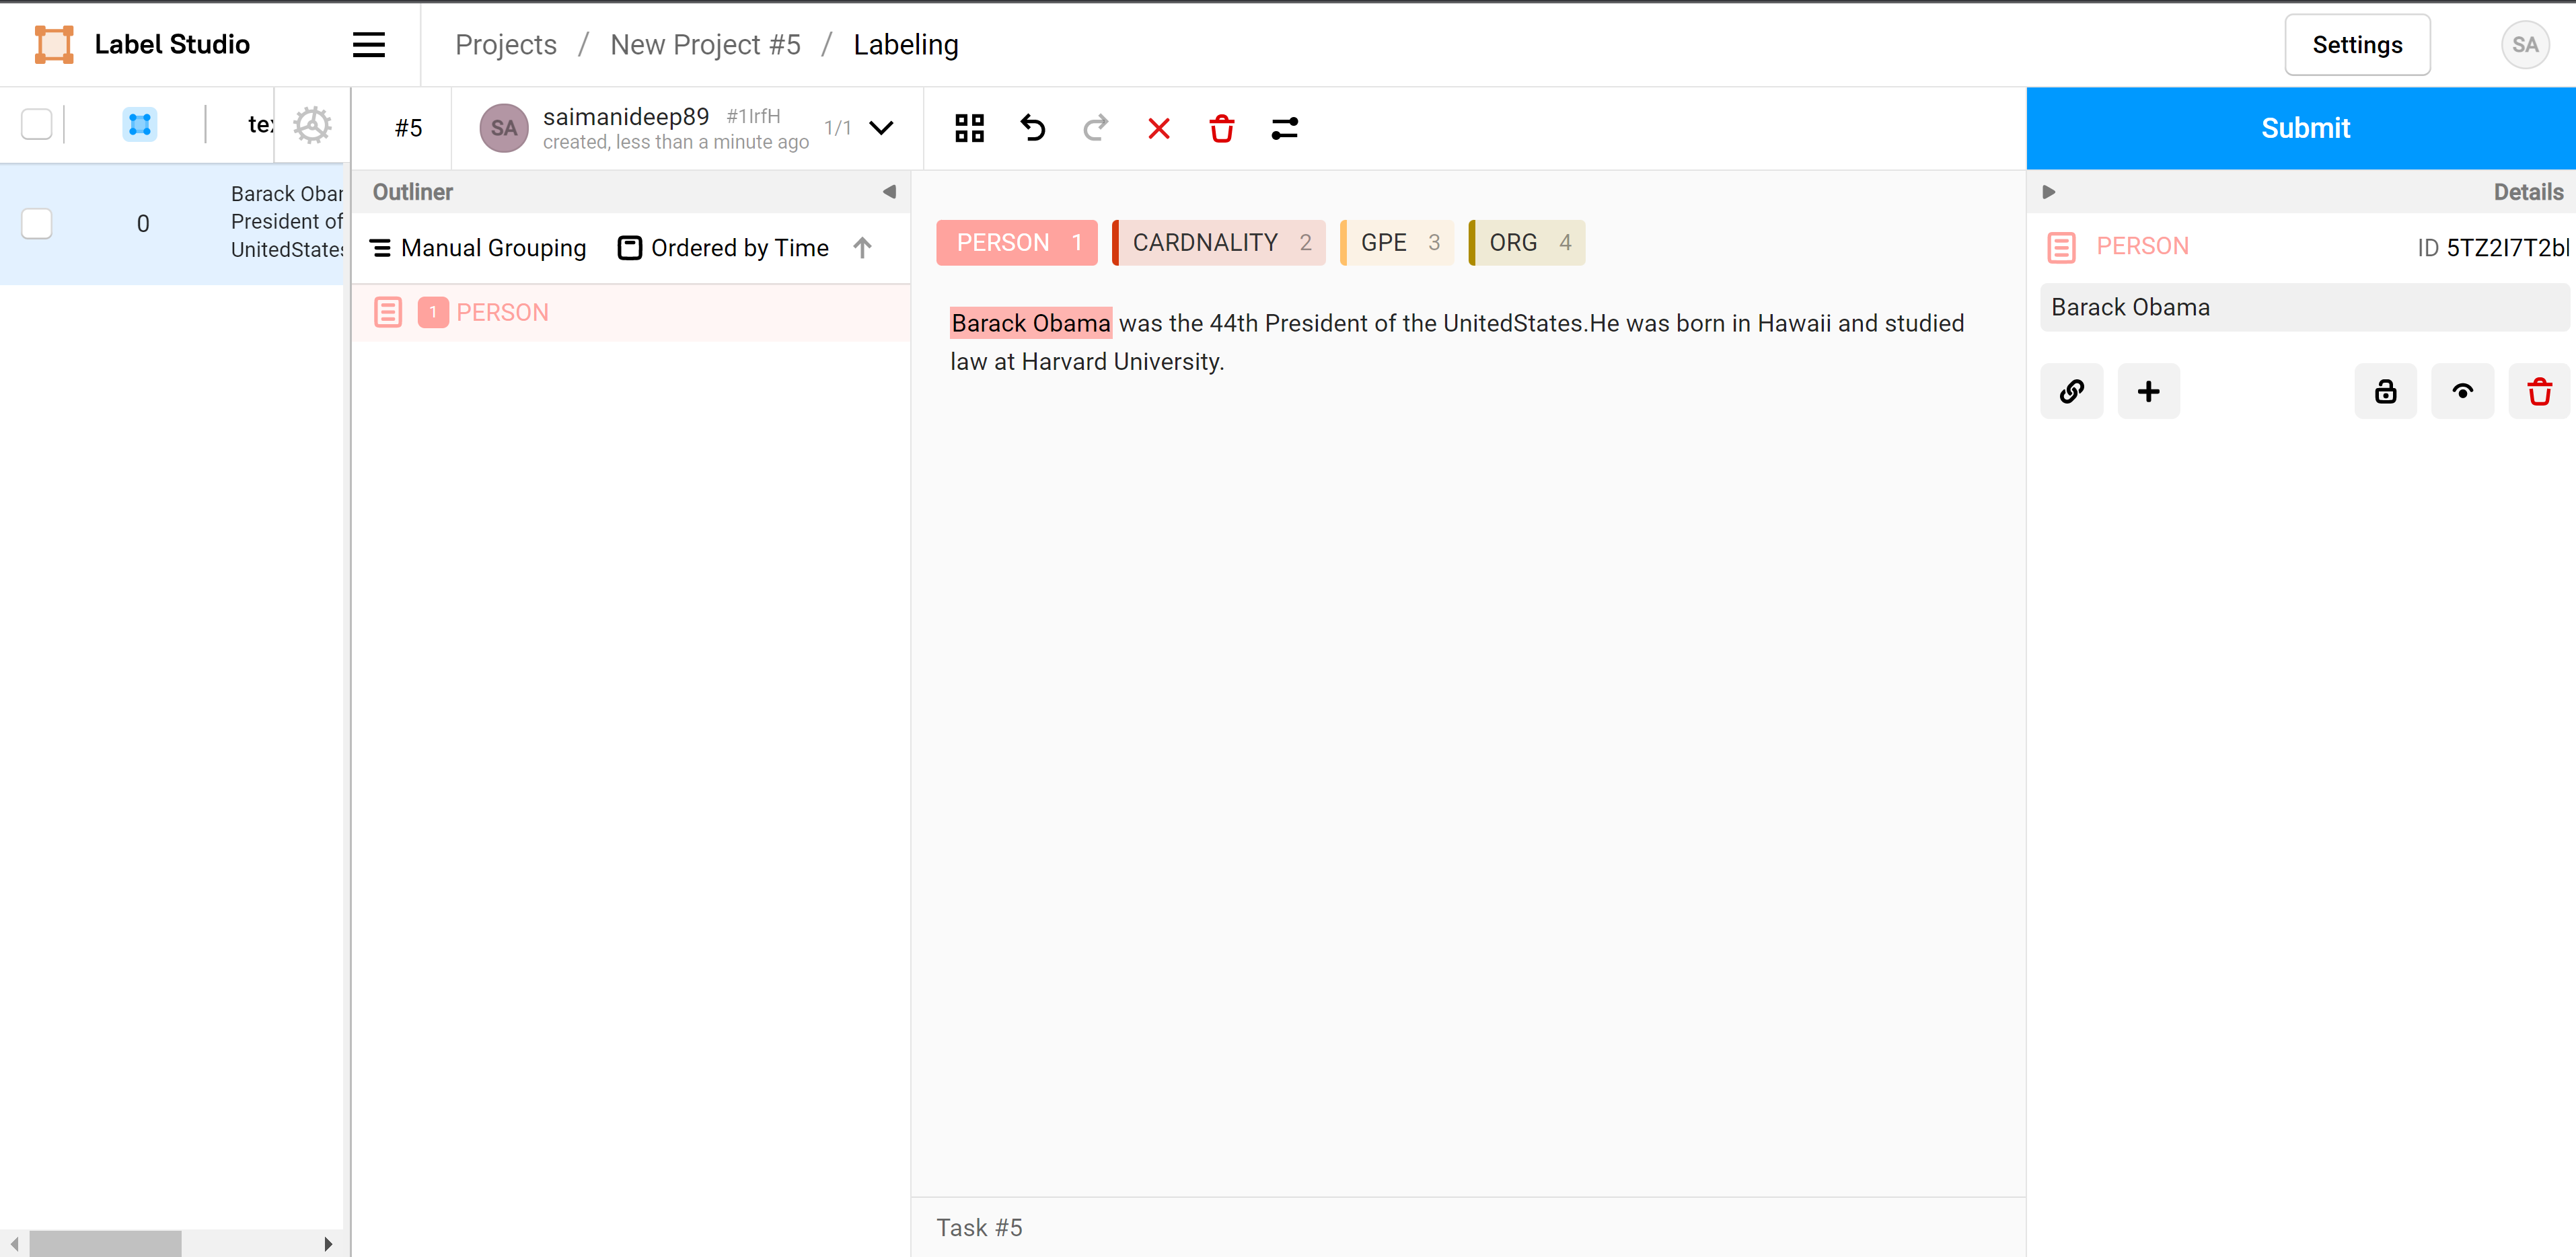 Label Studio
Projects / New Project #5 / Labeling
Settings
SA
#5
SA
saimanideep89 #1IrfH
created, less than a minute ago
1/1
Submit
0
Barack Obar
President of
UnitedStates
Outliner
Manual Grouping
Ordered by Time
1 PERSON
PERSON 1
CARDNALITY 2
GPE 3
ORG 4
Barack Obama was the 44th President of the UnitedStates.He was born in Hawaii and studied
law at Harvard University.
Task #5
Details
PERSON
ID 5TZ2I7T2bl
Barack Obama